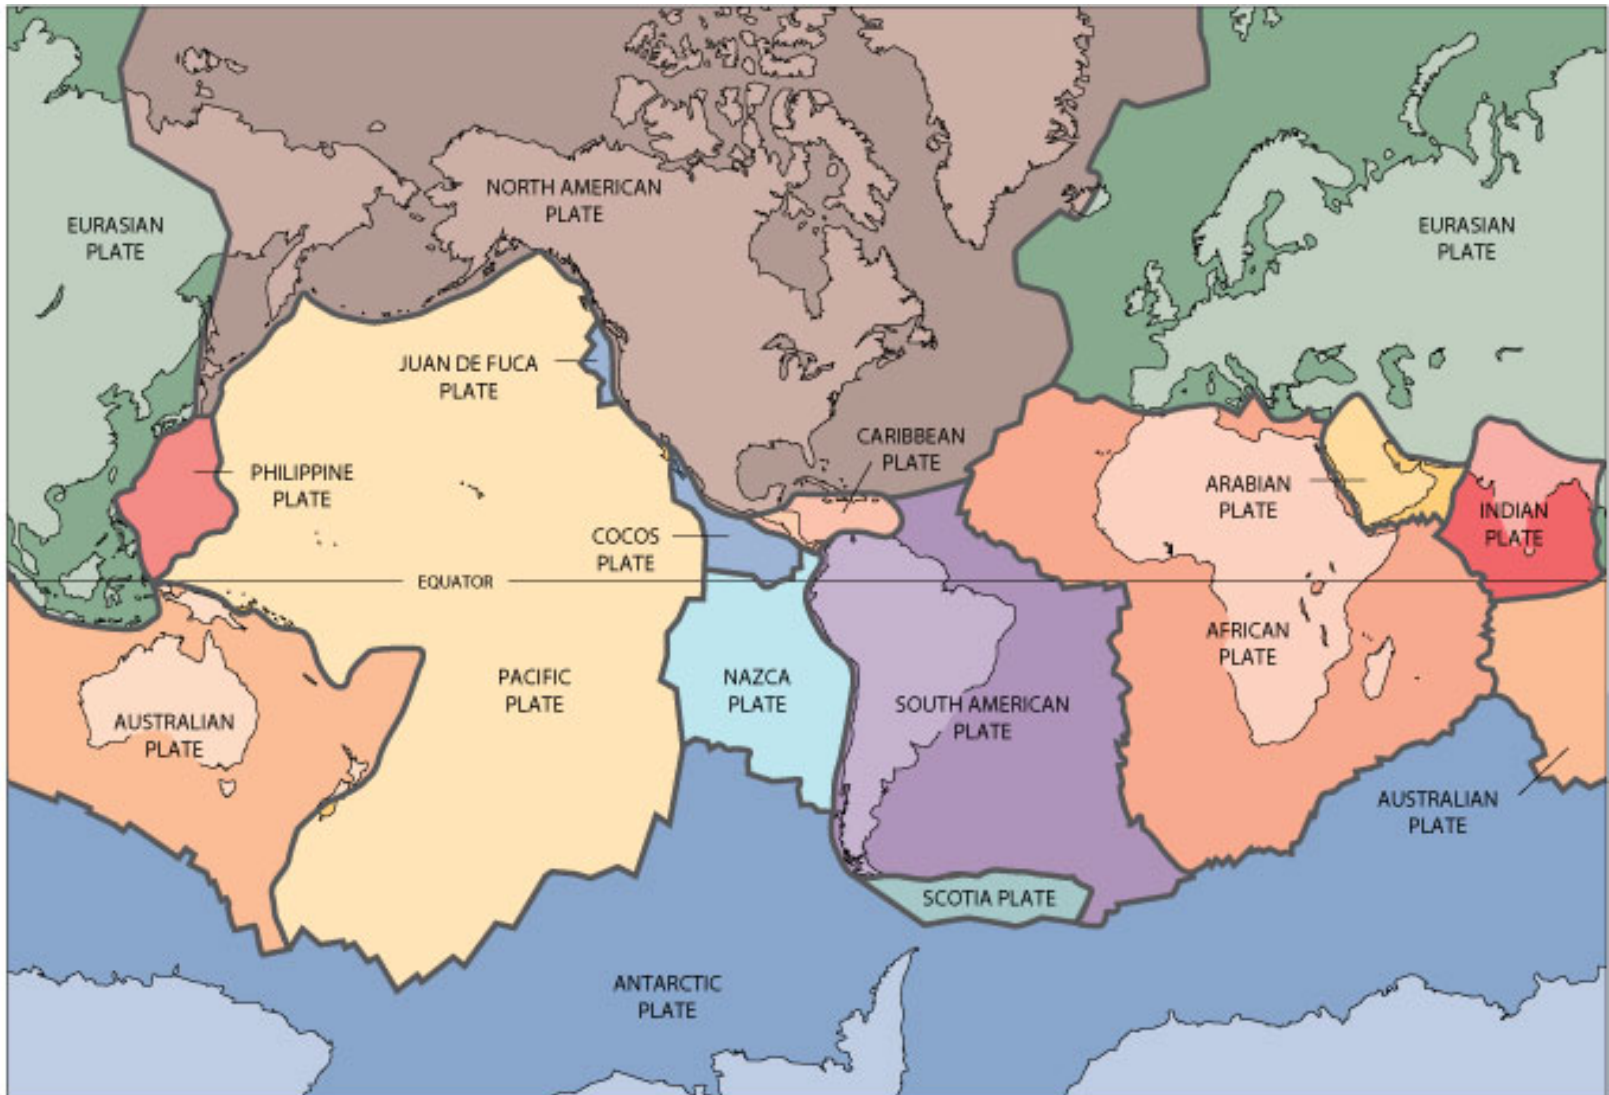 NORTH AMERICAN
PLATE
EURASIAN
PLATE
EURASIAN
PLATE
JUAN DE FUCA
PLATE
CARIBBEAN
PLATE
PHILIPPINE
PLATE
ARABIAN
PLATE
INDIAN
PLATE
COCOS
PLATE
EQUATOR
AFRICAN
PLATE
PACIFIC
PLATE
NAZCA
PLATE
SOUTH AMERICAN
PLATE
AUSTRALIAN
PLATE
AUSTRALIAN
PLATE
SCOTIA PLATE
ANTARCTIC
PLATE